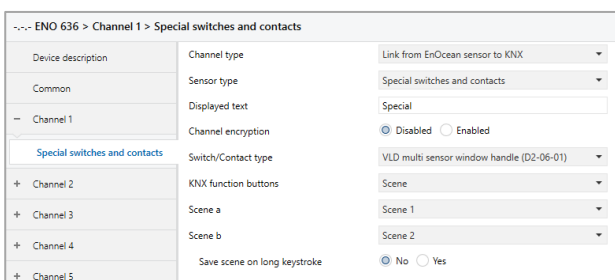 -.-.- ENO 636 > Channel 1 > Special switches and contacts
Device description
Common
− Channel 1
Special switches and contacts
+ Channel 2
+ Channel 3
+ Channel 4
+ Channel 5
Channel type Link from EnOcean sensor to KNX
Sensor type Special switches and contacts
Displayed text Special
Channel encryption Disabled Enabled
Switch/Contact type VLD multi sensor window handle (D2-06-01)
KNX function buttons Scene
Scene a Scene 1
Scene b Scene 2
Save scene on long keystroke No Yes